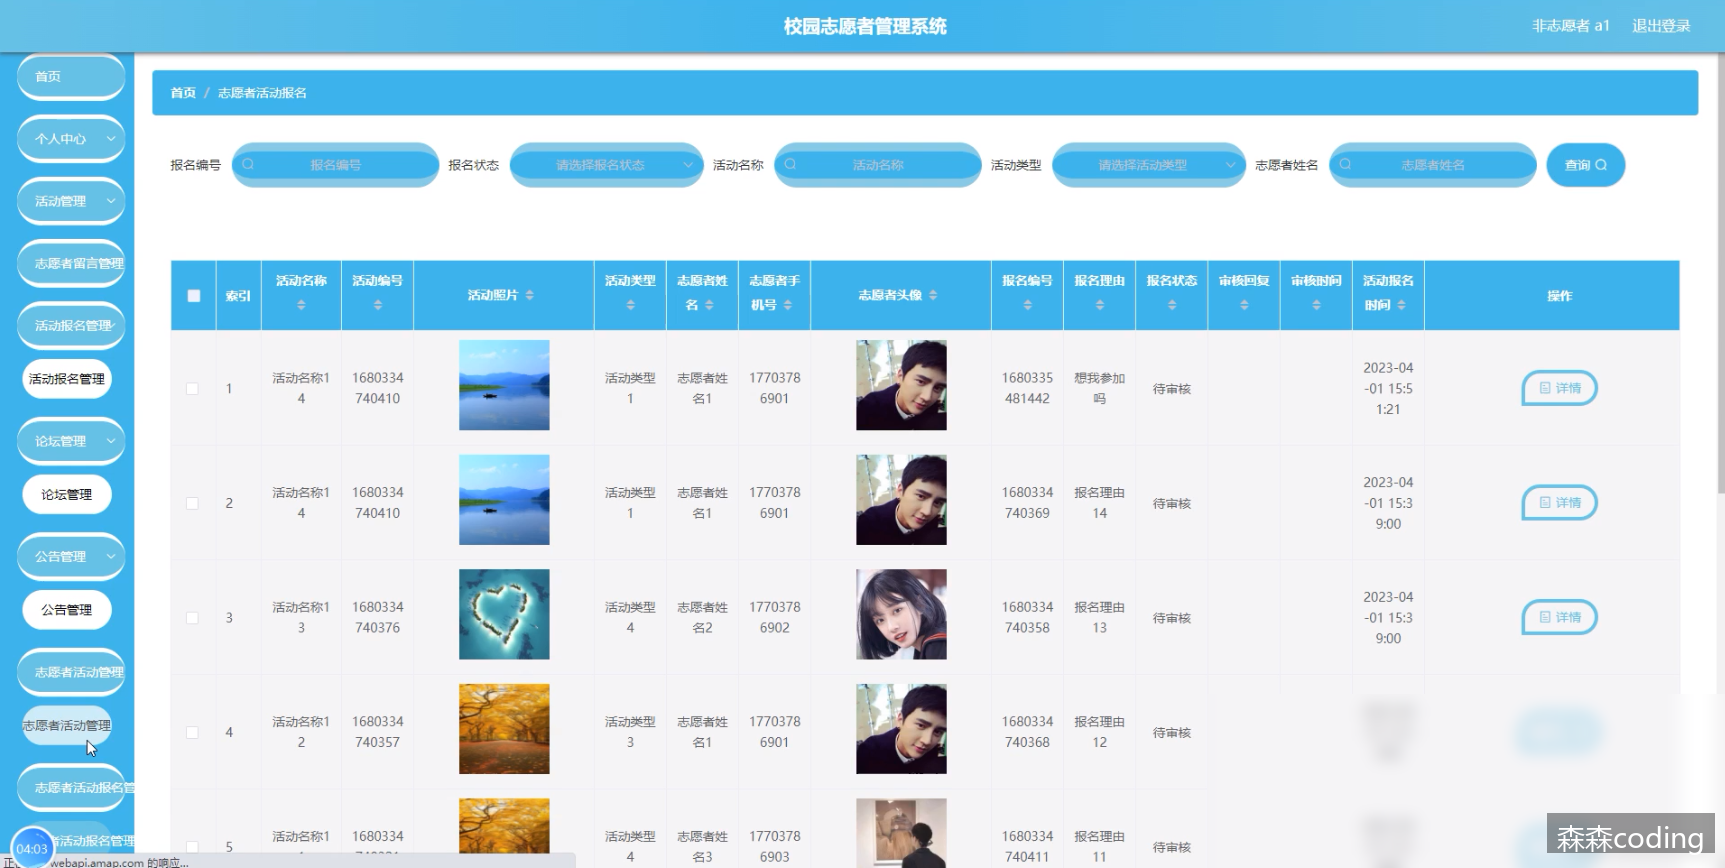 校园志愿者管理系统
非志愿者 a1
退出登录
首页
个人中心
活动管理
志愿者留言管理
活动报名管理
活动报名管理
论坛管理
论坛管理
公告管理
公告管理
志愿者活动管理
志愿者活动管理
志愿者活动报名管
者活动报名管理
04:03
webapi.amap.com 的响应...
首页 / 志愿者活动报名
报名编号 报名编号 报名状态 请选择报名状态 活动名称 活动名称 活动类型 请选择活动类型 志愿者姓名 志愿者姓名 查询
索引 活动名称 活动编号 活动照片 活动类型 志愿者姓名 志愿者手机号 志愿者头像 报名编号 报名理由 报名状态 审核回复 审核时间 活动报名时间 操作
1 活动名称14 1680334740410 活动类型1 志愿者姓名1 17703786901 1680335481442 想我参加吗 待审核 2023-04-01 15:51:21 详情
2 活动名称14 1680334740410 活动类型1 志愿者姓名1 17703786901 1680334740369 报名理由14 待审核 2023-04-01 15:39:00 详情
3 活动名称13 1680334740376 活动类型4 志愿者姓名2 17703786902 1680334740358 报名理由13 待审核 2023-04-01 15:39:00 详情
4 活动名称12 1680334740357 活动类型3 志愿者姓名1 17703786901 1680334740368 报名理由12 待审核
5 活动名称1 1680334 活动类型4 志愿者姓名3 17703786903 1680334740411 报名理由11 待审核
森森coding